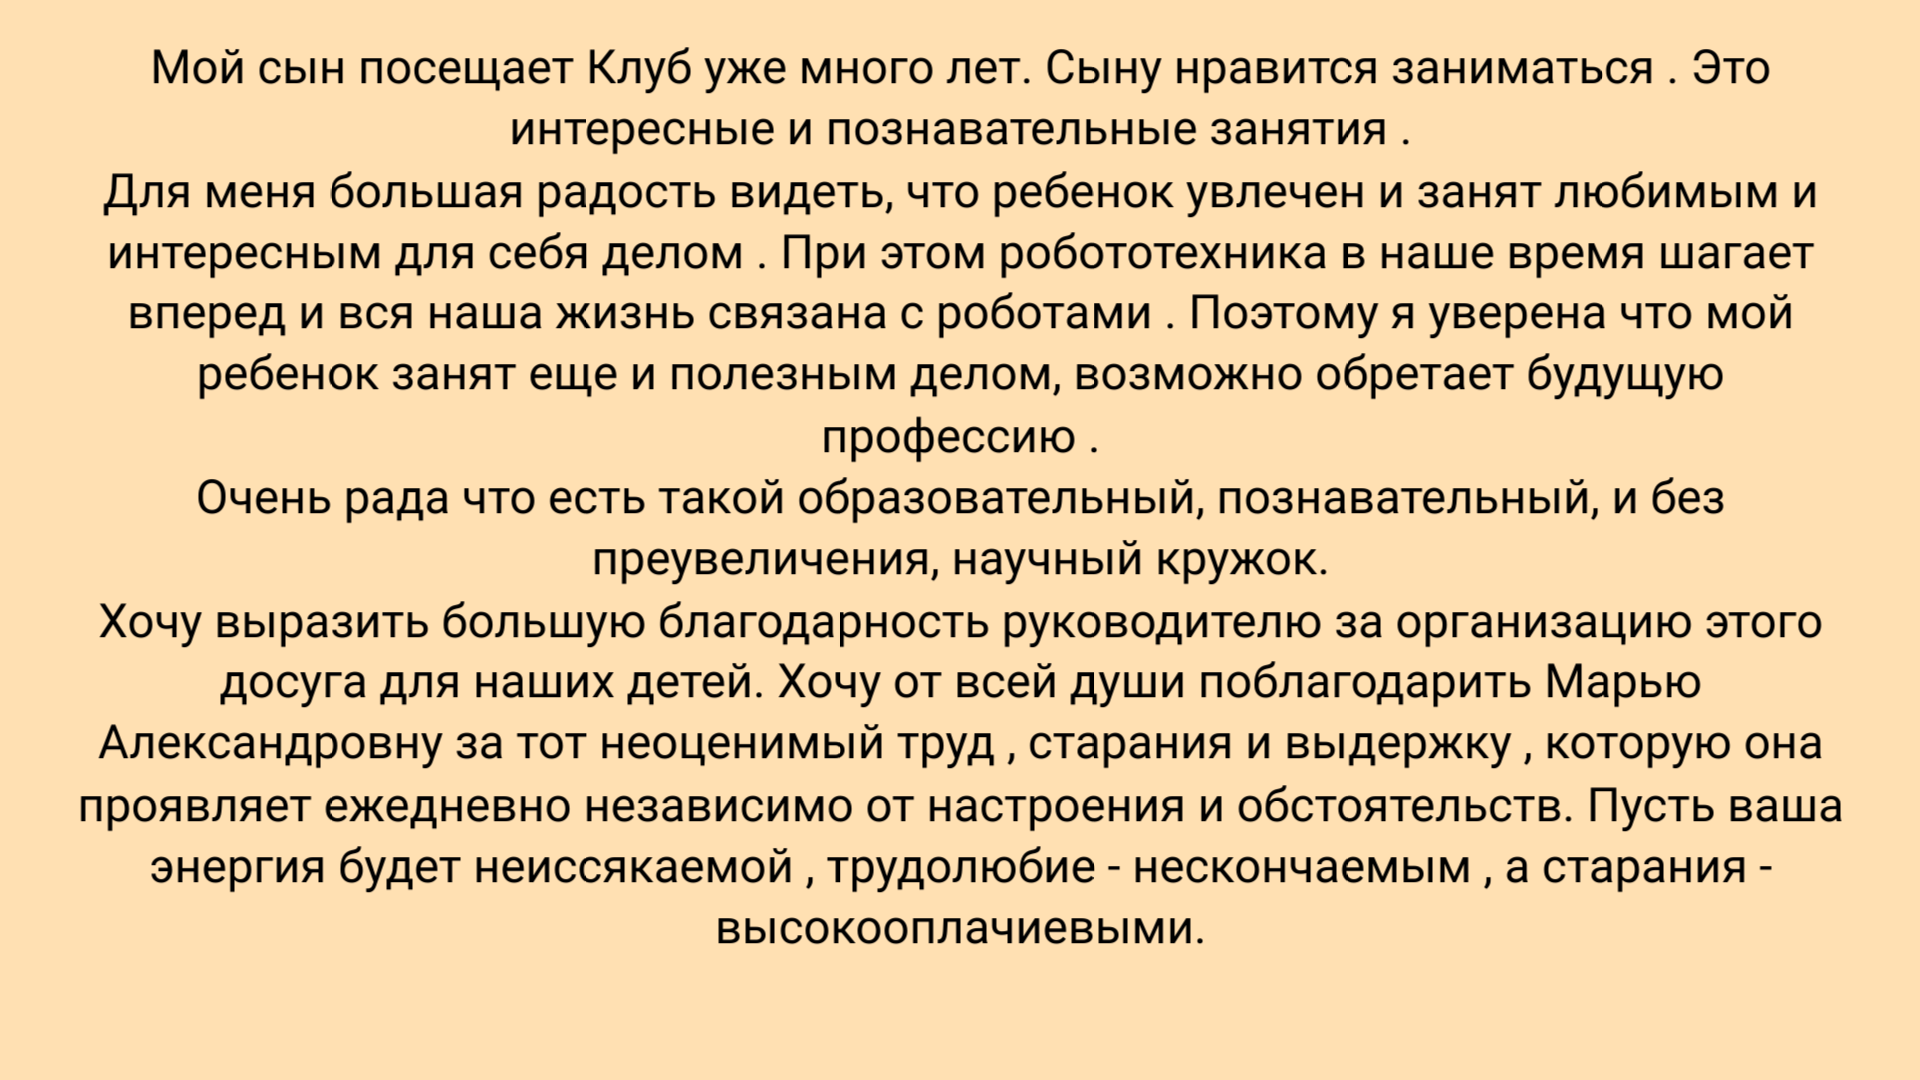 Мой сын посещает Клуб уже много лет. Сыну нравится заниматься . Это
интересные и познавательные занятия .
Для меня большая радость видеть, что ребенок увлечен и занят любимым и
интересным для себя делом . При этом робототехника в наше время шагает
вперед и вся наша жизнь связана с роботами . Поэтому я уверена что мой
ребенок занят еще и полезным делом, возможно обретает будущую
профессию .
Очень рада что есть такой образовательный, познавательный, и без
преувеличения, научный кружок.
Хочу выразить большую благодарность руководителю за организацию этого
досуга для наших детей. Хочу от всей души поблагодарить Марью
Александровну за тот неоценимый труд , старания и выдержку , которую она
проявляет ежедневно независимо от настроения и обстоятельств. Пусть ваша
энергия будет неиссякаемой , трудолюбие - нескончаемым , а старания -
высокооплачиевыми.